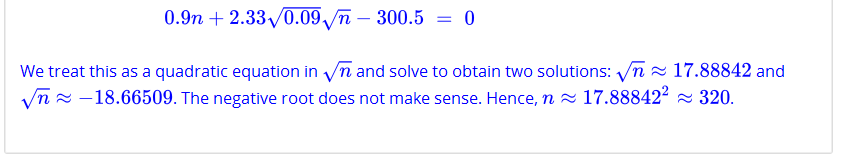 0.9n + 2.33√0.09√n − 300.5 = 0
We treat this as a quadratic equation in √n and solve to obtain two solutions: √n ≈ 17.88842 and
√n ≈ −18.66509. The negative root does not make sense. Hence, n ≈ 17.88842² ≈ 320.